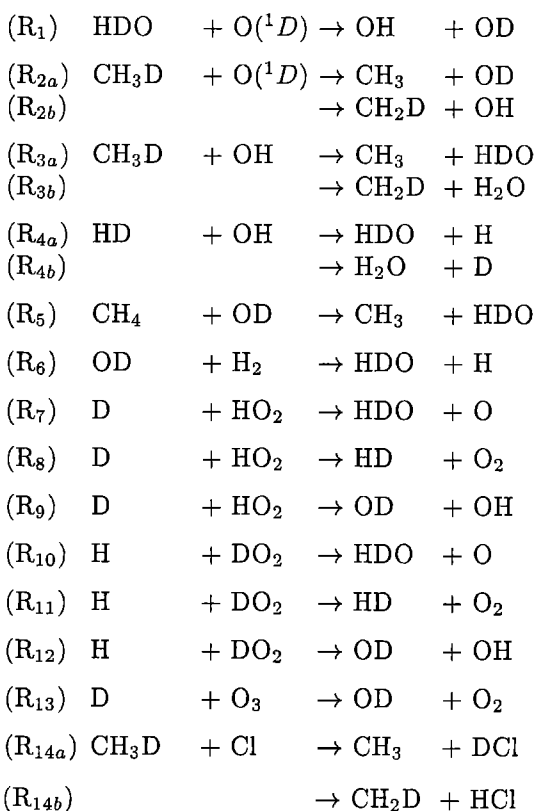 (R₁) HDO + O(¹D) → OH + OD
(R₂ₐ) CH₃D + O(¹D) → CH₃ + OD
(R₂b) → CH₂D + OH
(R₃ₐ) CH₃D + OH → CH₃ + HDO
(R₃b) → CH₂D + H₂O
(R₄ₐ) HD + OH → HDO + H
(R₄b) → H₂O + D
(R₅) CH₄ + OD → CH₃ + HDO
(R₆) OD + H₂ → HDO + H
(R₇) D + HO₂ → HDO + O
(R₈) D + HO₂ → HD + O₂
(R₉) D + HO₂ → OD + OH
(R₁₀) H + DO₂ → HDO + O
(R₁₁) H + DO₂ → HD + O₂
(R₁₂) H + DO₂ → OD + OH
(R₁₃) D + O₃ → OD + O₂
(R₁₄ₐ) CH₃D + Cl → CH₃ + DCl
(R₁₄b) → CH₂D + HCl